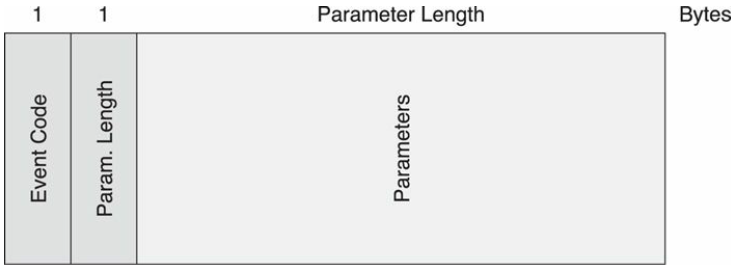 1 1 Parameter Length Bytes
Event Code
Param. Length
Parameters